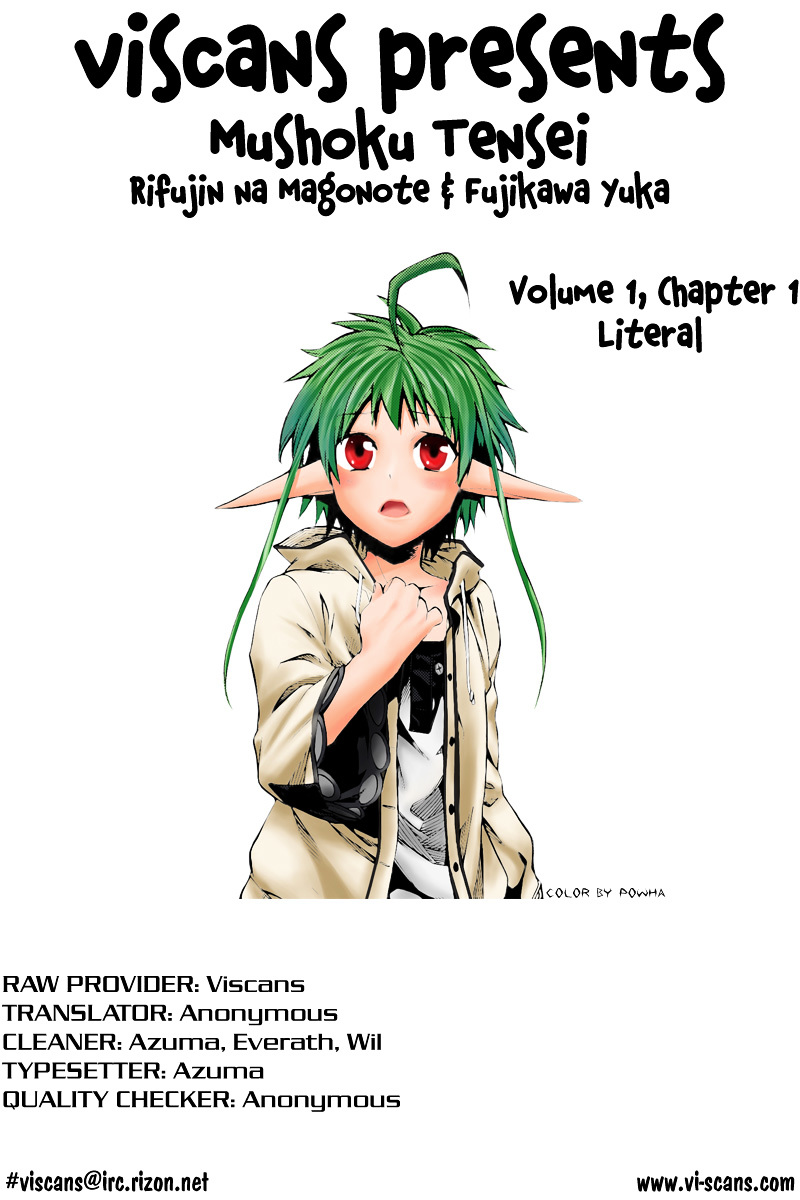 viscans presents
Mushoku Tensei
Rifujin na Magonote & Fujikawa Yuka
Volume 1, Chapter 1
Literal
COLOR BY POWHA
RAW PROVIDER: Viscans
TRANSLATOR: Anonymous
CLEANER: Azuma, Everath, Wil
TYPESETTER: Azuma
QUALITY CHECKER: Anonymous
#viscans@irc.rizon.net
www.vi-scans.com